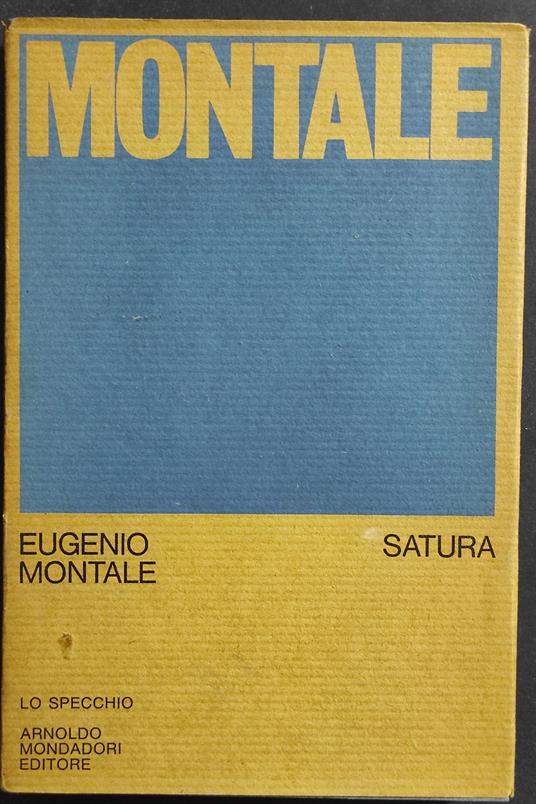 MONTALE
EUGENIO
MONTALE
SATURA
LO SPECCHIO
ARNOLDO
MONDADORI
EDITORE